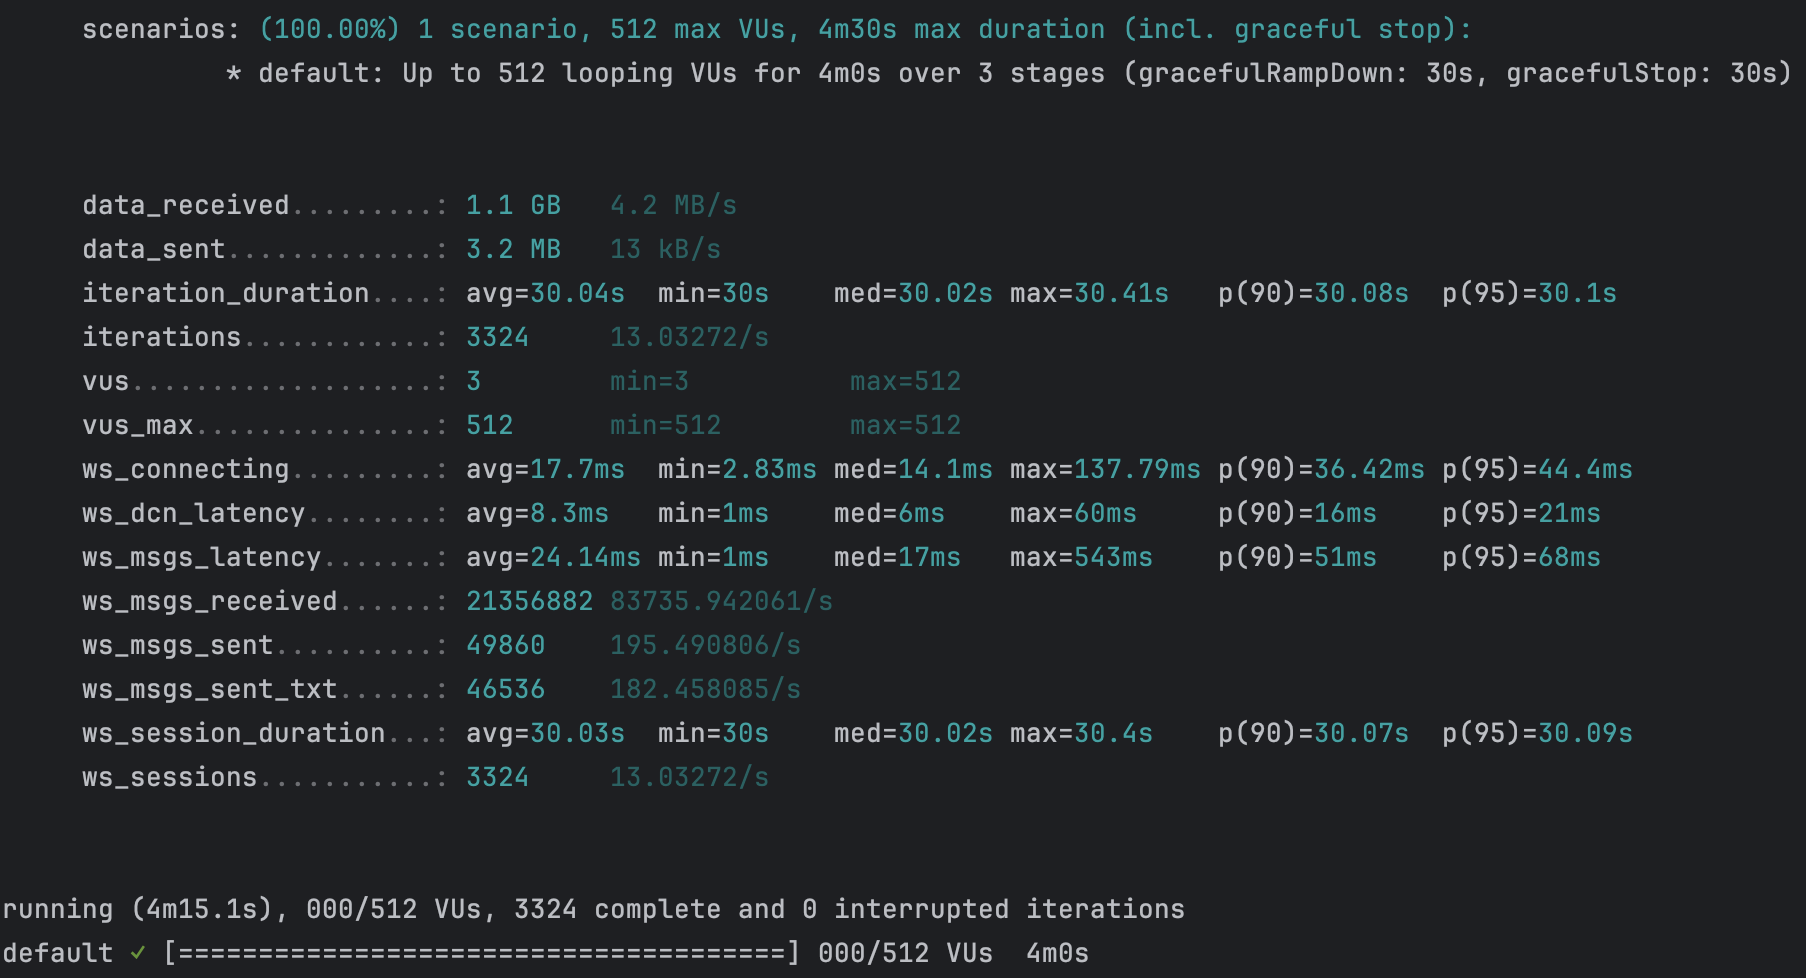 scenarios: (100.00%) 1 scenario, 512 max VUs, 4m30s max duration (incl. graceful stop):
* default: Up to 512 looping VUs for 4m0s over 3 stages (gracefulRampDown: 30s, gracefulStop: 30s)
data_received.........: 1.1 GB 4.2 MB/s
data_sent.............: 3.2 MB 13 kB/s
iteration_duration....: avg=30.04s min=30s med=30.02s max=30.41s p(90)=30.08s p(95)=30.1s
iterations............: 3324 13.03272/s
vus...................: 3 min=3 max=512
vus_max...............: 512 min=512 max=512
ws_connecting.........: avg=17.7ms min=2.83ms med=14.1ms max=137.79ms p(90)=36.42ms p(95)=44.4ms
ws_dcn_latency........: avg=8.3ms min=1ms med=6ms max=60ms p(90)=16ms p(95)=21ms
ws_msgs_latency.......: avg=24.14ms min=1ms med=17ms max=543ms p(90)=51ms p(95)=68ms
ws_msgs_received......: 21356882 83735.942061/s
ws_msgs_sent..........: 49860 195.490806/s
ws_msgs_sent_txt......: 46536 182.458085/s
ws_session_duration...: avg=30.03s min=30s med=30.02s max=30.4s p(90)=30.07s p(95)=30.09s
ws_sessions...........: 3324 13.03272/s
running (4m15.1s), 000/512 VUs, 3324 complete and 0 interrupted iterations
default ✓ [======================================] 000/512 VUs 4m0s